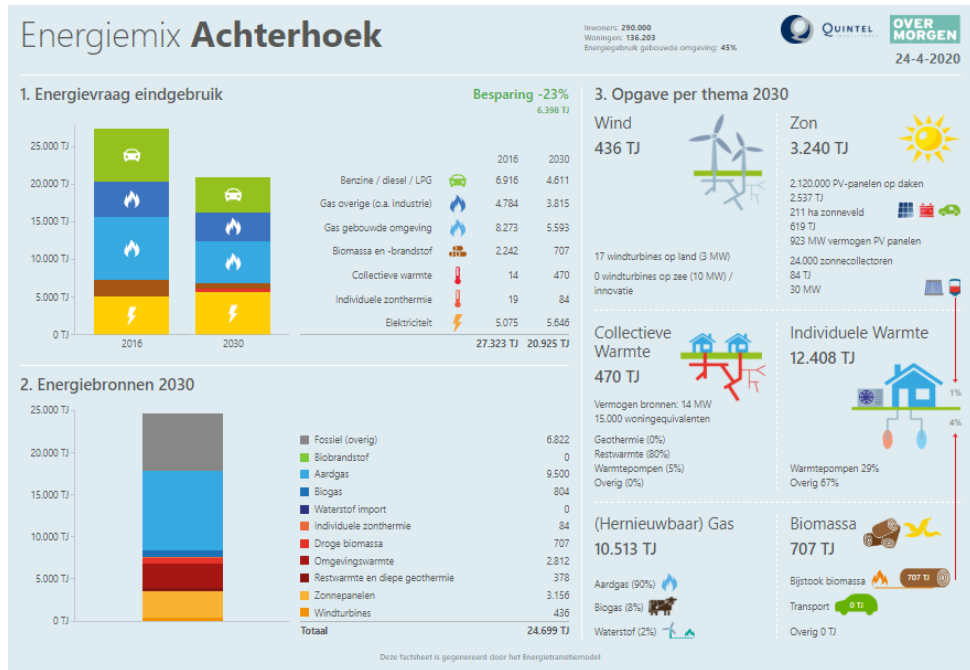 Energiemix Achterhoek
Inwoners: 290.000
Woningen: 136.203
Energiegebruik gebouwde omgeving: 45%
QUINTEL
OVER
MORGEN
24-4-2020
1. Energievraag eindgebruik
Besparing -23%
6.398 TJ
25.000 TJ
20.000 TJ
15.000 TJ
10.000 TJ
5.000 TJ
0 TJ
2016 2030
2016 2030
Benzine / diesel / LPG 6.916 4.611
Gas overige (o.a. industrie) 4.784 3.815
Gas gebouwde omgeving 8.273 5.593
Biomassa en -brandstof 2.242 707
Collectieve warmte 14 470
Individuele zonthermie 19 84
Elektriciteit 5.075 5.646
27.323 TJ 20.925 TJ
2. Energiebronnen 2030
25.000 TJ
20.000 TJ
15.000 TJ
10.000 TJ
5.000 TJ
0 TJ
Fossiel (overig) 6.822
Biobrandstof 0
Aardgas 9.500
Biogas 804
Waterstof import 0
Individuele zonthermie 84
Droge biomassa 707
Omgevingswarmte 2.812
Restwarmte en diepe geothermie 378
Zonnepanelen 3.156
Windturbines 436
Totaal 24.699 TJ
3. Opgave per thema 2030
Wind
436 TJ
17 windturbines op land (3 MW)
0 windturbines op zee (10 MW) /
innovatie
Zon
3.240 TJ
2.120.000 PV-panelen op daken
2.537 TJ
211 ha zonneveld
619 TJ
923 MW vermogen PV panelen
24.000 zonnecollectoren
84 TJ
30 MW
Collectieve
Warmte
470 TJ
Vermogen bronnen: 14 MW
15.000 woningequivalenten
Geothermie (0%)
Restwarmte (80%)
Warmtepompen (5%)
Overig (0%)
Individuele Warmte
12.408 TJ
1%
4%
Warmtepompen 29%
Overig 67%
(Hernieuwbaar) Gas
10.513 TJ
Aardgas (90%)
Biogas (8%)
Waterstof (2%)
Biomassa
707 TJ
Bijstook biomassa 707 TJ
Transport 0 TJ
Overig 0 TJ
Deze factsheet is gegenereerd door het Energietransitiemodel